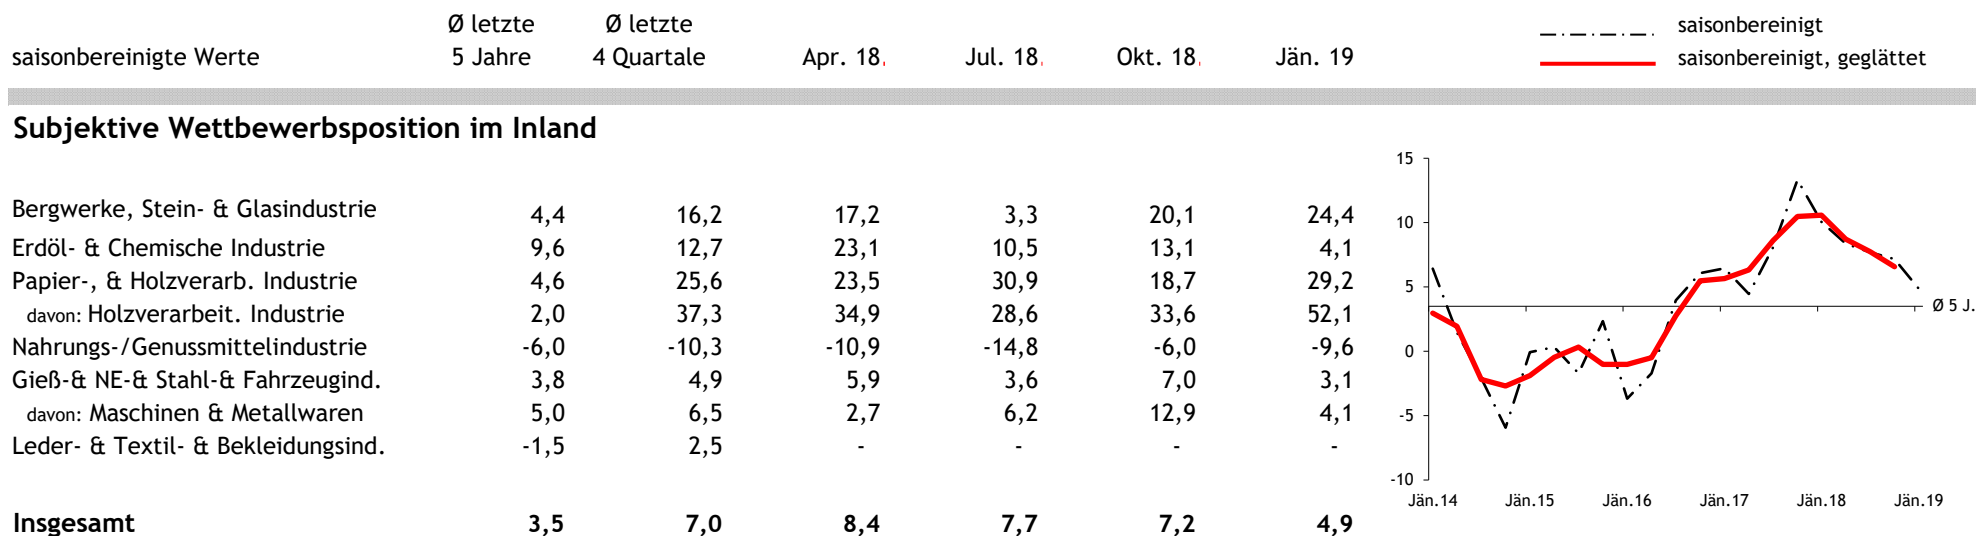 Ø letzte Ø letzte saisonbereinigt
saisonbereinigte Werte 5 Jahre 4 Quartale Apr. 18. Jul. 18. Okt. 18. Jän. 19 saisonbereinigt, geglättet
Subjektive Wettbewerbsposition im Inland
Bergwerke, Stein- & Glasindustrie 4,4 16,2 17,2 3,3 20,1 24,4
Erdöl- & Chemische Industrie 9,6 12,7 23,1 10,5 13,1 4,1
Papier-, & Holzverarb. Industrie 4,6 25,6 23,5 30,9 18,7 29,2
davon: Holzverarbeit. Industrie 2,0 37,3 34,9 28,6 33,6 52,1
Nahrungs-/Genussmittelindustrie -6,0 -10,3 -10,9 -14,8 -6,0 -9,6
Gieß-& NE-& Stahl-& Fahrzeugind. 3,8 4,9 5,9 3,6 7,0 3,1
davon: Maschinen & Metallwaren 5,0 6,5 2,7 6,2 12,9 4,1
Leder- & Textil- & Bekleidungsind. -1,5 2,5 - - - -
Insgesamt 3,5 7,0 8,4 7,7 7,2 4,9
15
10
5
Ø 5 J.
0
-5
-10
Jän.14 Jän.15 Jän.16 Jän.17 Jän.18 Jän.19